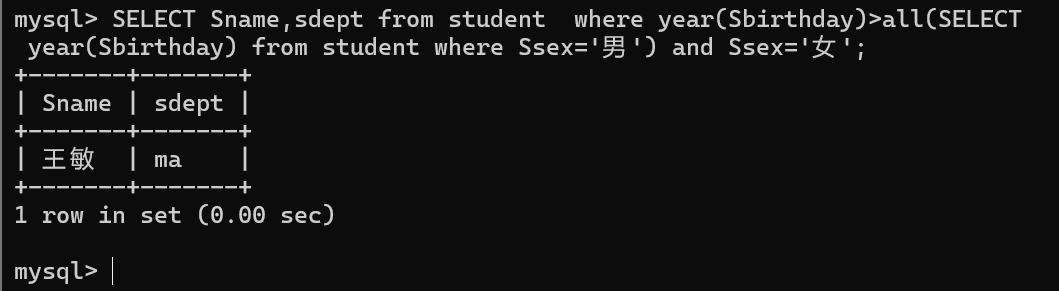 mysql> SELECT Sname,sdept from student  where year(Sbirthday)>all(SELECT
 year(Sbirthday) from student where Ssex='男') and Ssex='女';
+-------+-------+
| Sname | sdept |
+-------+-------+
| 王敏  | ma    |
+-------+-------+
1 row in set (0.00 sec)
mysql>